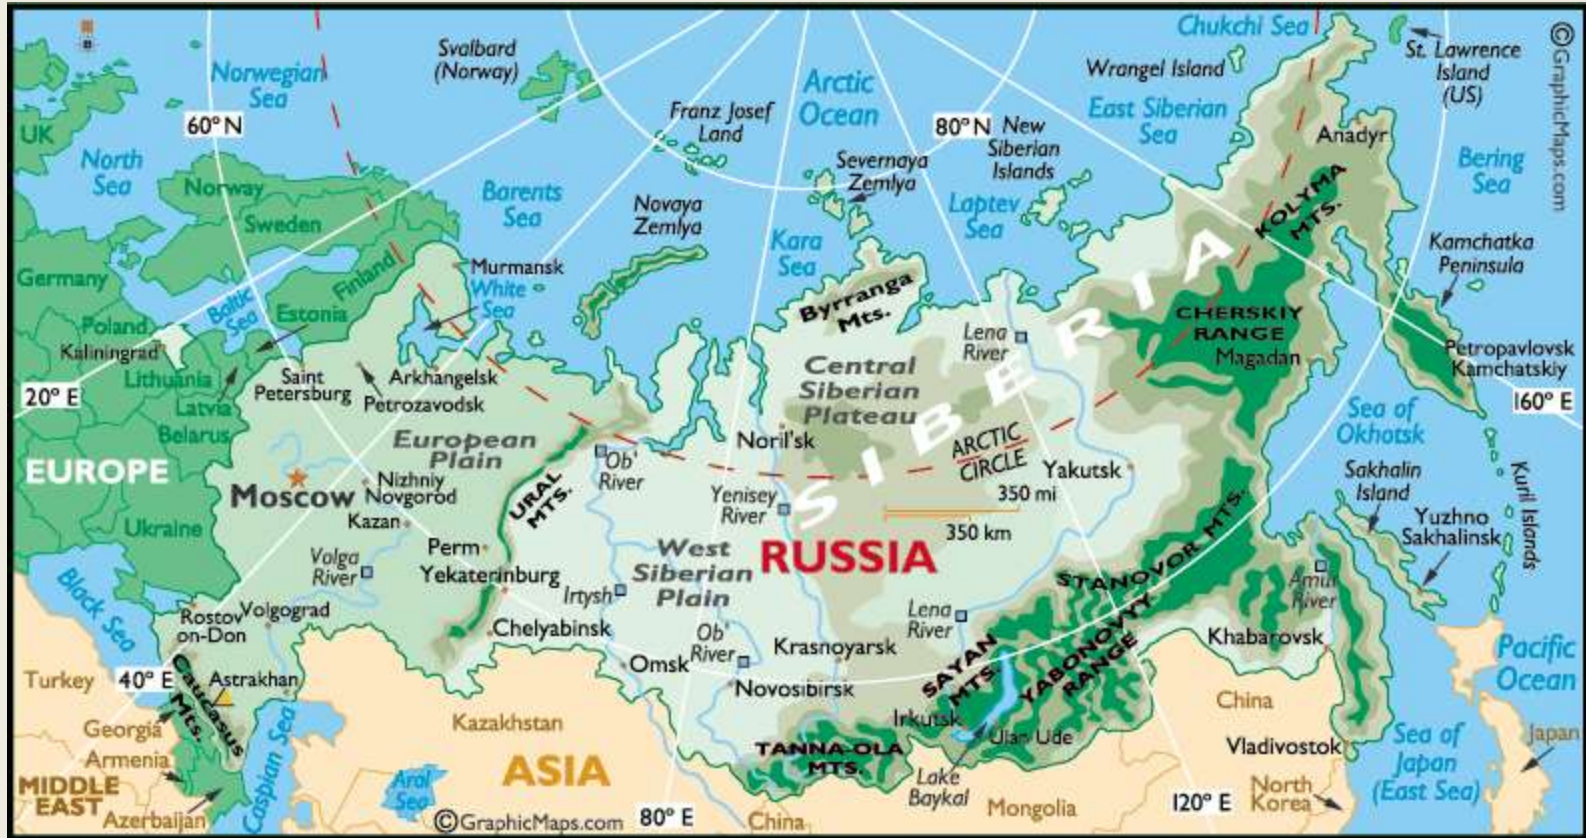 Chukchi Sea
©GraphicMaps.com
Svalbard
(Norway)
Norwegian
Sea
Wrangel Island
St. Lawrence
Island
(US)
Arctic
Ocean
Franz Josef
Land
East Siberian
Sea
60° N
80° N
New
Siberian
Islands
UK
Anadyr
North
Sea
Severnaya
Zemlya
Bering
Sea
Norway
Barents
Sea
Novaya
Zemlya
Laptev
Sea
KOLYMA
MTS.
Sweden
Kara
Sea
Kamchatka
Peninsula
Germany
Finland
Murmansk
White
Sea
Byrranga
Mts.
SIBERIA
Baltic
Sea
Estonia
CHERSKIY
RANGE
Poland
Kaliningrad
Lena
River
Magadan
Petropavlovsk
Kamchatskiy
Lithuania
Saint
Petersburg
Arkhangelsk
Petrozavodsk
Central
Siberian
Plateau
20° E
160° E
Latvia
Belarus
European
Plain
Noril'sk
ARCTIC
CIRCLE
Sea of
Okhotsk
EUROPE
Moscow
Nizhniy
Novgorod
Ob'
River
Yakutsk
Sakhalin
Island
Kuril Islands
URAL
MTS.
Yenisey
River
350 mi
350 km
Ukraine
Kazan
Yuzhno
Sakhalinsk
Volga
River
Perm
West
Siberian
Plain
RUSSIA
STANOVOR MTS.
Yekaterinburg
Irtysh
Amur
River
Black Sea
Rostov
on-Don
Volgograd
Chelyabinsk
Lena
River
Khabarovsk
Omsk
Ob'
River
Krasnoyarsk
SAYAN
MTS.
YABONOVYY
RANGE
Pacific
Ocean
Turkey
40° E
Astrakhan
Caucasus
Mts.
Novosibirsk
China
Georgia
Kazakhstan
Irkutsk
Ulan Ude
Vladivostok
Sea of
Japan
(East Sea)
Japan
Armenia
Caspian Sea
ASIA
TANNA-OLA
MTS.
MIDDLE
EAST
Aral
Sea
Lake
Baykal
Mongolia
120° E
North
Korea
Azerbaijan
©GraphicMaps.com
80° E
China